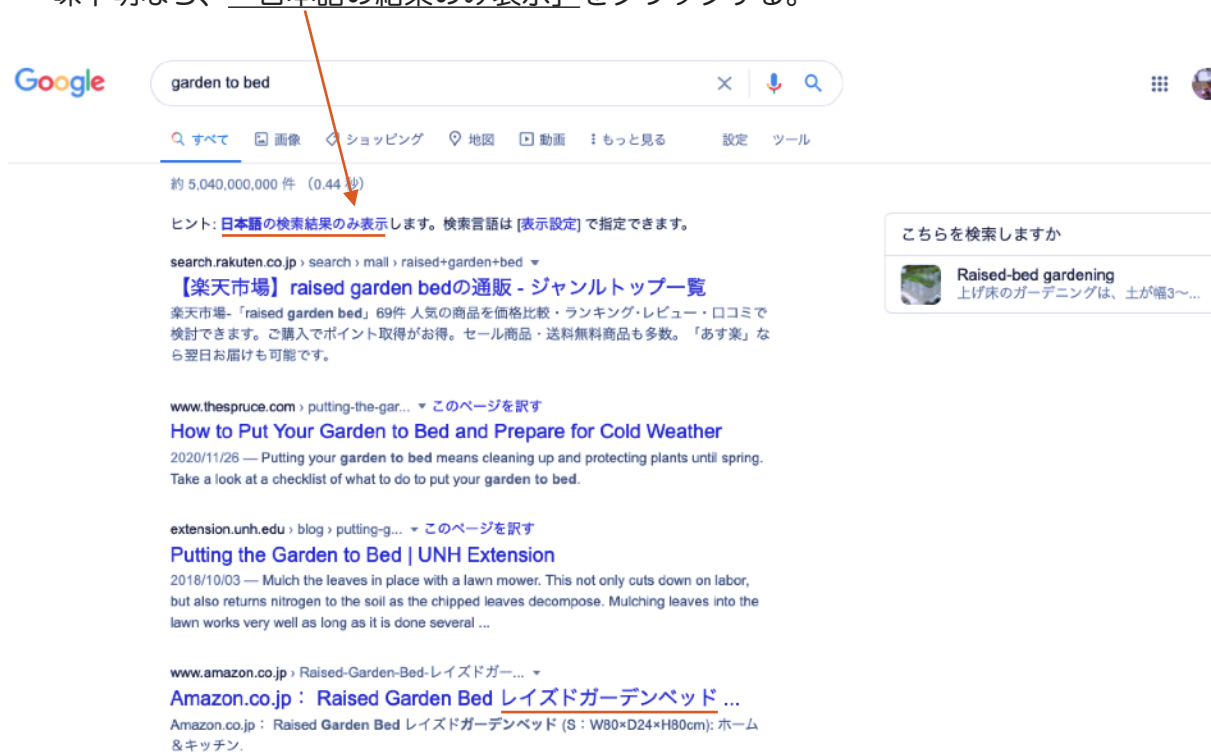 「日本語の結果のみ表示」をクリックする。
Google
garden to bed
すべて 画像 ショッピング 地図 動画 もっと見る 設定 ツール
約 5,040,000,000 件 (0.44 秒)
ヒント: 日本語の検索結果のみ表示します。検索言語は [表示設定] で指定できます。
search.rakuten.co.jp › search › mall › raised+garden+bed
【楽天市場】raised garden bedの通販 - ジャンルトップ一覧
楽天市場-「raised garden bed」69件 人気の商品を価格比較・ランキング・レビュー・口コミで
検討できます。ご購入でポイント取得がお得。セール商品・送料無料商品も多数。「あす楽」な
ら翌日お届けも可能です。
www.thespruce.com › putting-the-gar... このページを訳す
How to Put Your Garden to Bed and Prepare for Cold Weather
2020/11/26 — Putting your garden to bed means cleaning up and protecting plants until spring.
Take a look at a checklist of what to do to put your garden to bed.
extension.unh.edu › blog › putting-g... このページを訳す
Putting the Garden to Bed | UNH Extension
2018/10/03 — Mulch the leaves in place with a lawn mower. This not only cuts down on labor,
but also returns nitrogen to the soil as the chipped leaves decompose. Mulching leaves into the
lawn works very well as long as it is done several ...
www.amazon.co.jp › Raised-Garden-Bed-レイズドガー...
Amazon.co.jp： Raised Garden Bed レイズドガーデンベッド ...
Amazon.co.jp： Raised Garden Bed レイズドガーデンベッド (S：W80×D24×H80cm): ホーム
＆キッチン.
こちらを検索しますか
Raised-bed gardening
上げ床のガーデニングは、土が幅3〜...